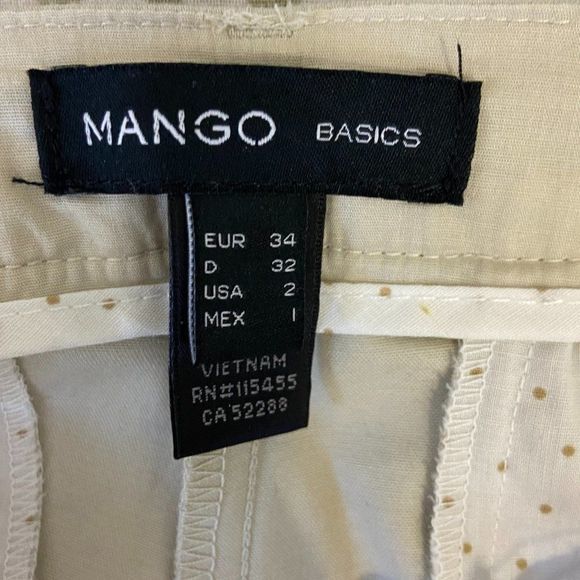 MANGO BASICS
EUR 34
D 32
USA 2
MEX 1
VIETNAM
RN#115455
CA 52288